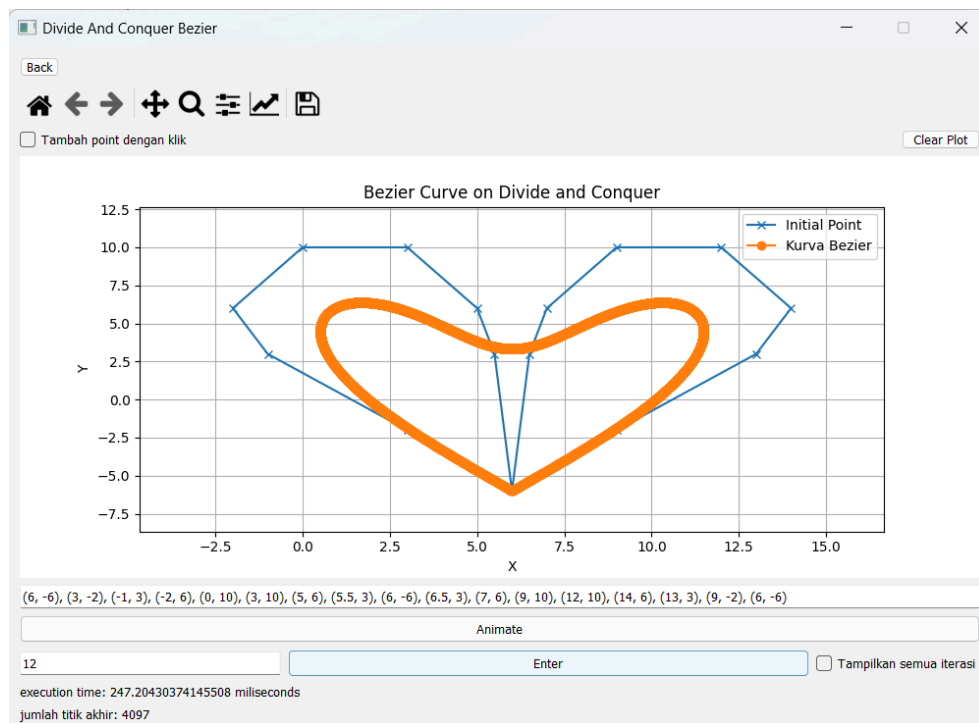 Divide And Conquer Bezier
Back
Tambah point dengan klik
Clear Plot
Bezier Curve on Divide and Conquer
Initial Point
Kurva Bezier
12.5
10.0
7.5
5.0
2.5
0.0
−2.5
−5.0
−7.5
Y
−2.5 0.0 2.5 5.0 7.5 10.0 12.5 15.0
X
(6, -6), (3, -2), (-1, 3), (-2, 6), (0, 10), (3, 10), (5, 6), (5.5, 3), (6, -6), (6.5, 3), (7, 6), (9, 10), (12, 10), (14, 6), (13, 3), (9, -2), (6, -6)
Animate
12
Enter
Tampilkan semua iterasi
execution time: 247.20430374145508 miliseconds
jumlah titik akhir: 4097